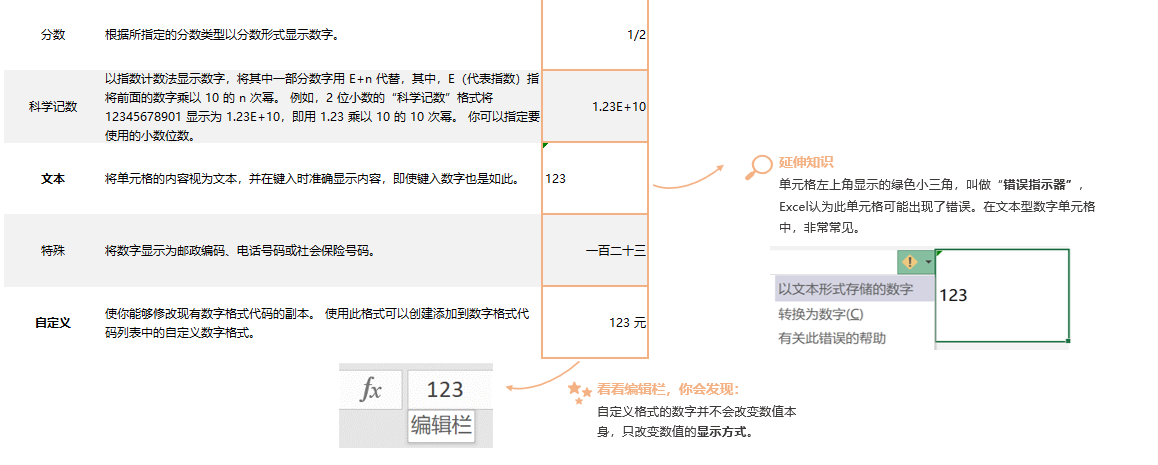 分数
根据所指定的分数类型以分数形式显示数字。
1/2
科学记数
以指数计数法显示数字，将其中一部分数字用 E+n 代替，其中，E（代表指数）指
将前面的数字乘以 10 的 n 次幂。 例如，2 位小数的“科学记数”格式将
12345678901 显示为 1.23E+10，即用 1.23 乘以 10 的 10 次幂。 你可以指定要
使用的小数位数。
1.23E+10
文本
将单元格的内容视为文本，并在键入时准确显示内容，即使键入数字也是如此。
123
特殊
将数字显示为邮政编码、电话号码或社会保险号码。
一百二十三
自定义
使你能够修改现有数字格式代码的副本。 使用此格式可以创建添加到数字格式代
码列表中的自定义数字格式。
123 元
延伸知识
单元格左上角显示的绿色小三角，叫做“错误指示器”，
Excel认为此单元格可能出现了错误。在文本型数字单元格
中，非常常见。
以文本形式存储的数字
转换为数字(C)
有关此错误的帮助
123
fx
123
编辑栏
看看编辑栏，你会发现：
自定义格式的数字并不会改变数值本
身，只改变数值的显示方式。